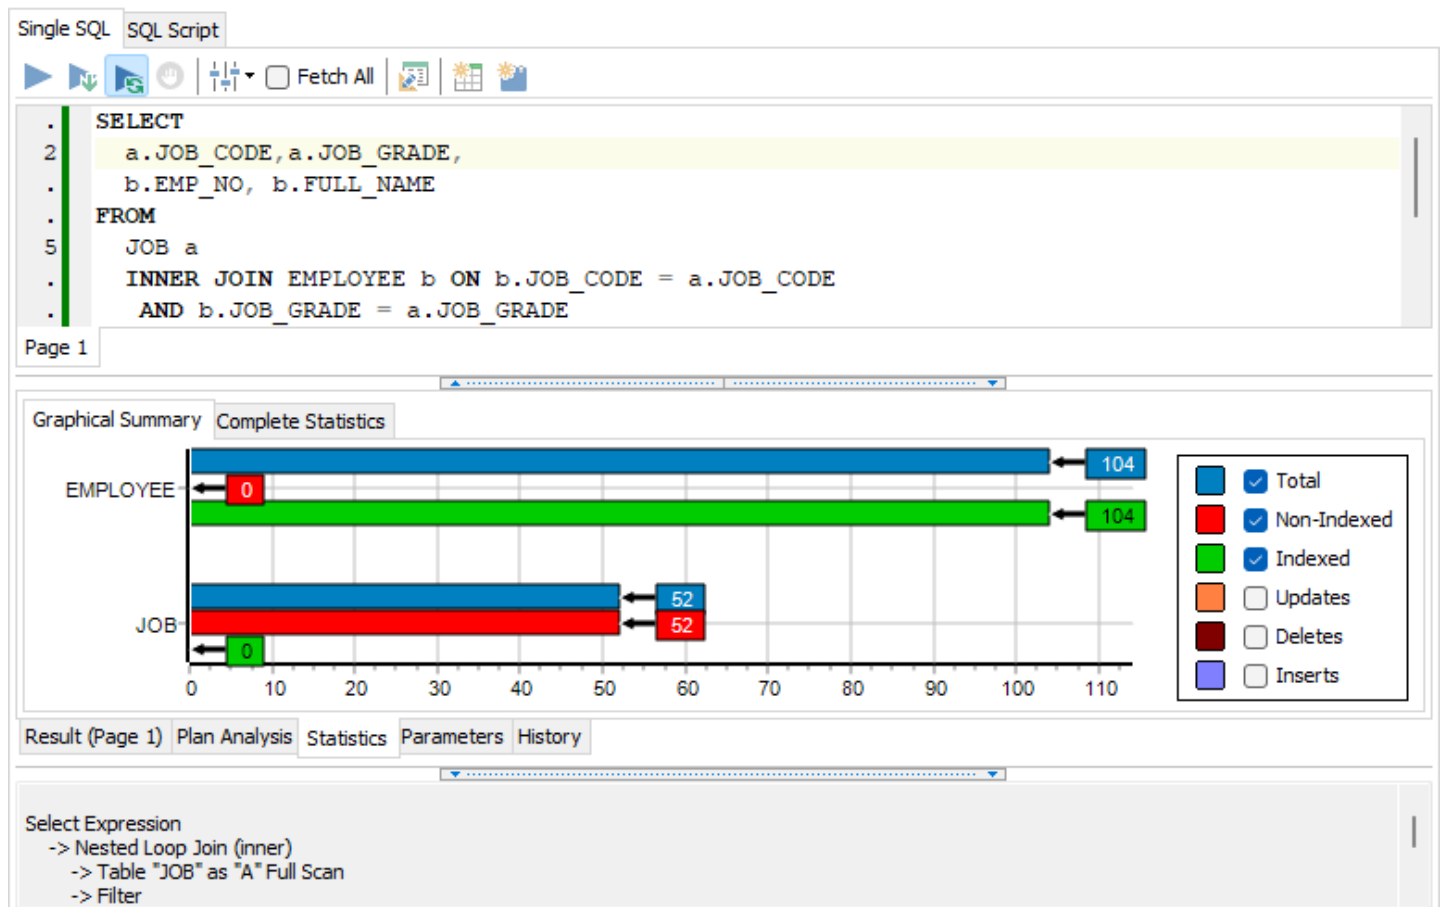 Single SQL SQL Script
Fetch All
. SELECT
2 a.JOB_CODE,a.JOB_GRADE,
. b.EMP_NO, b.FULL_NAME
. FROM
5 JOB a
. INNER JOIN EMPLOYEE b ON b.JOB_CODE = a.JOB_CODE
. AND b.JOB_GRADE = a.JOB_GRADE
Page 1
Graphical Summary Complete Statistics
104
EMPLOYEE 0
104
52
JOB 52
0
0 10 20 30 40 50 60 70 80 90 100 110
Total
Non-Indexed
Indexed
Updates
Deletes
Inserts
Result (Page 1) Plan Analysis Statistics Parameters History
Select Expression
-> Nested Loop Join (inner)
-> Table "JOB" as "A" Full Scan
-> Filter